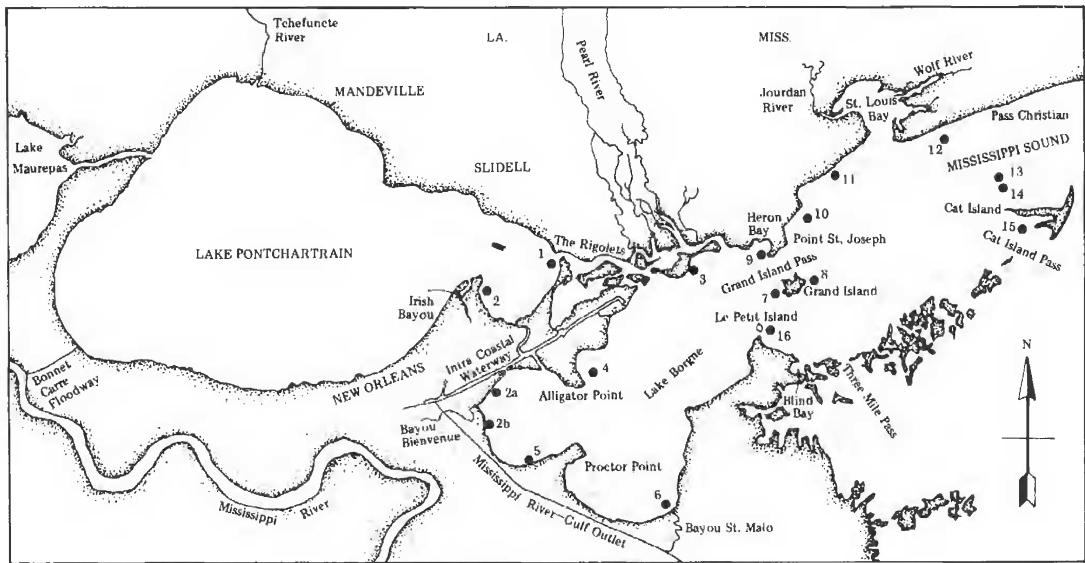 Tchefuncte
River
LA.
MISS.
Pearl River
Wolf River
Jourdan
River
St. Louis
Bay
MANDEVILLE
Pass Christian
Lake
Maurepas
12
MISSISSIPPI SOUND
SLIDELL
13
14
11
Cat Island
Heron
Bay
10
15
LAKE PONTCHARTRAIN
The Rigolets
Point St. Joseph
Cat Island Pass
1
9
3
Grand Island Pass
8
2
7
Grand Island
Irish
Bayou
Le Petit Island
16
N
Bonnet
Carre
Floodway
NEW ORLEANS
Intra Coastal
Waterway
4
Lake Borgne
Three Mile Pass
2a
Alligator Point
Blind
Bay
Bayou
Bienvenue
2b
5
Proctor Point
Mississippi
River
Mississippi River-Gulf Outlet
6
Bayou St. Malo